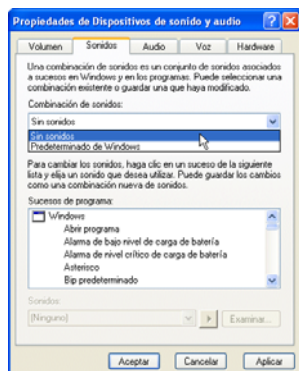 Propiedades de Dispositivos de sonido y audio
Volumen Sonidos Audio Voz Hardware
Una combinación de sonidos es un conjunto de sonidos asociados
a sucesos en Windows y en los programas. Puede seleccionar una
combinación existente o guardar una que haya modificado.
Combinación de sonidos:
Sin sonidos
Sin sonidos
Predeterminado de Windows
Para cambiar los sonidos, haga clic en un suceso de la siguiente
lista y elija un sonido que desea utilizar. Puede guardar los cambios
como una combinación nueva de sonidos.
Sucesos de programa:
Windows
Abrir programa
Alarma de bajo nivel de carga de batería
Alarma de nivel crítico de carga de batería
Asterisco
Bip predeterminado
Sonidos:
(Ninguno) Examinar...
Aceptar Cancelar Aplicar